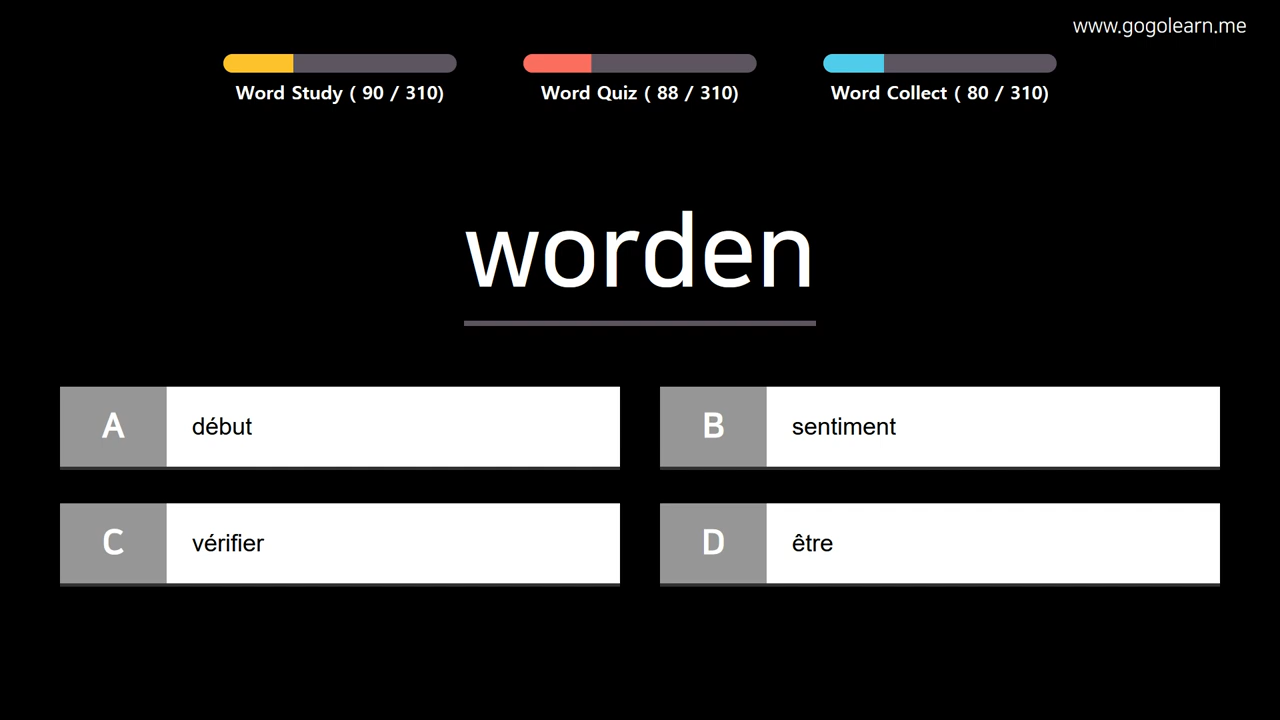 www.gogolearn.me
Word Study ( 90 / 310)
Word Quiz ( 88 / 310)
Word Collect ( 80 / 310)
worden
A début
B sentiment
C vérifier
D être